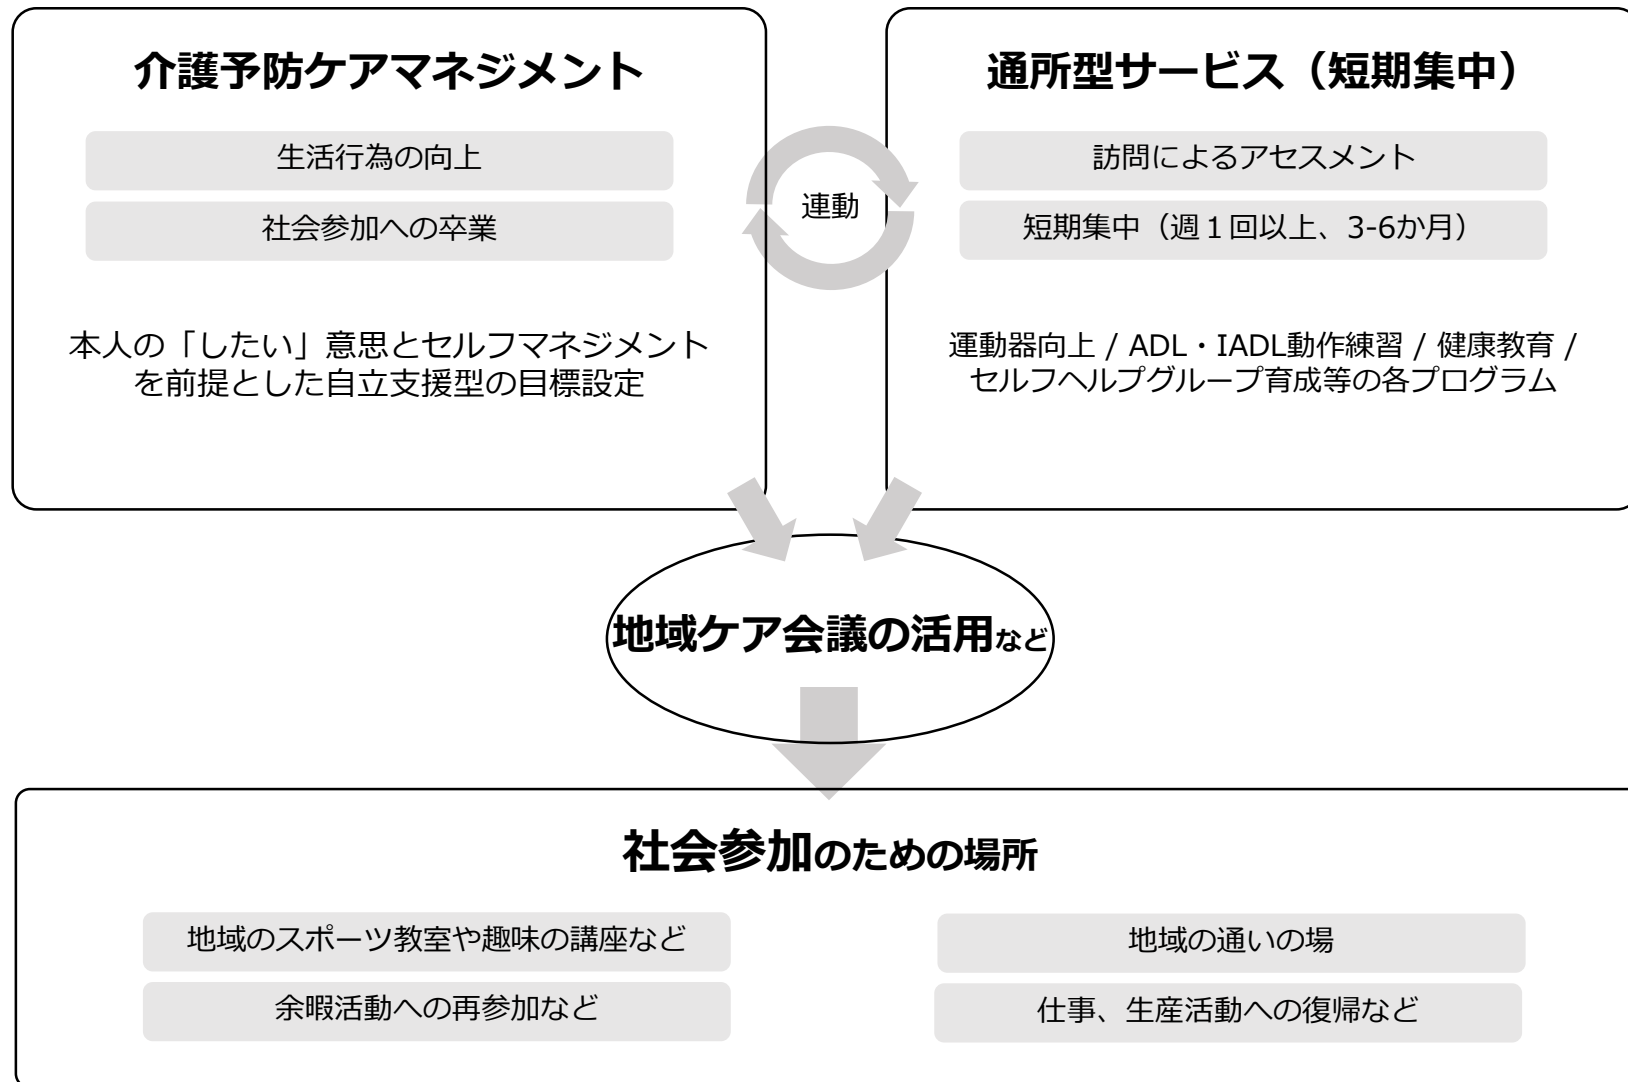 介護予防ケアマネジメント
生活行為の向上
社会参加への卒業
本人の「したい」意思とセルフマネジメント
を前提とした自立支援型の目標設定
連動
通所型サービス（短期集中）
訪問によるアセスメント
短期集中（週１回以上、3-6か月）
運動器向上 / ADL・IADL動作練習 / 健康教育 /
セルフヘルプグループ育成等の各プログラム
地域ケア会議の活用など
社会参加のための場所
地域のスポーツ教室や趣味の講座など
余暇活動への再参加など
地域の通いの場
仕事、生産活動への復帰など